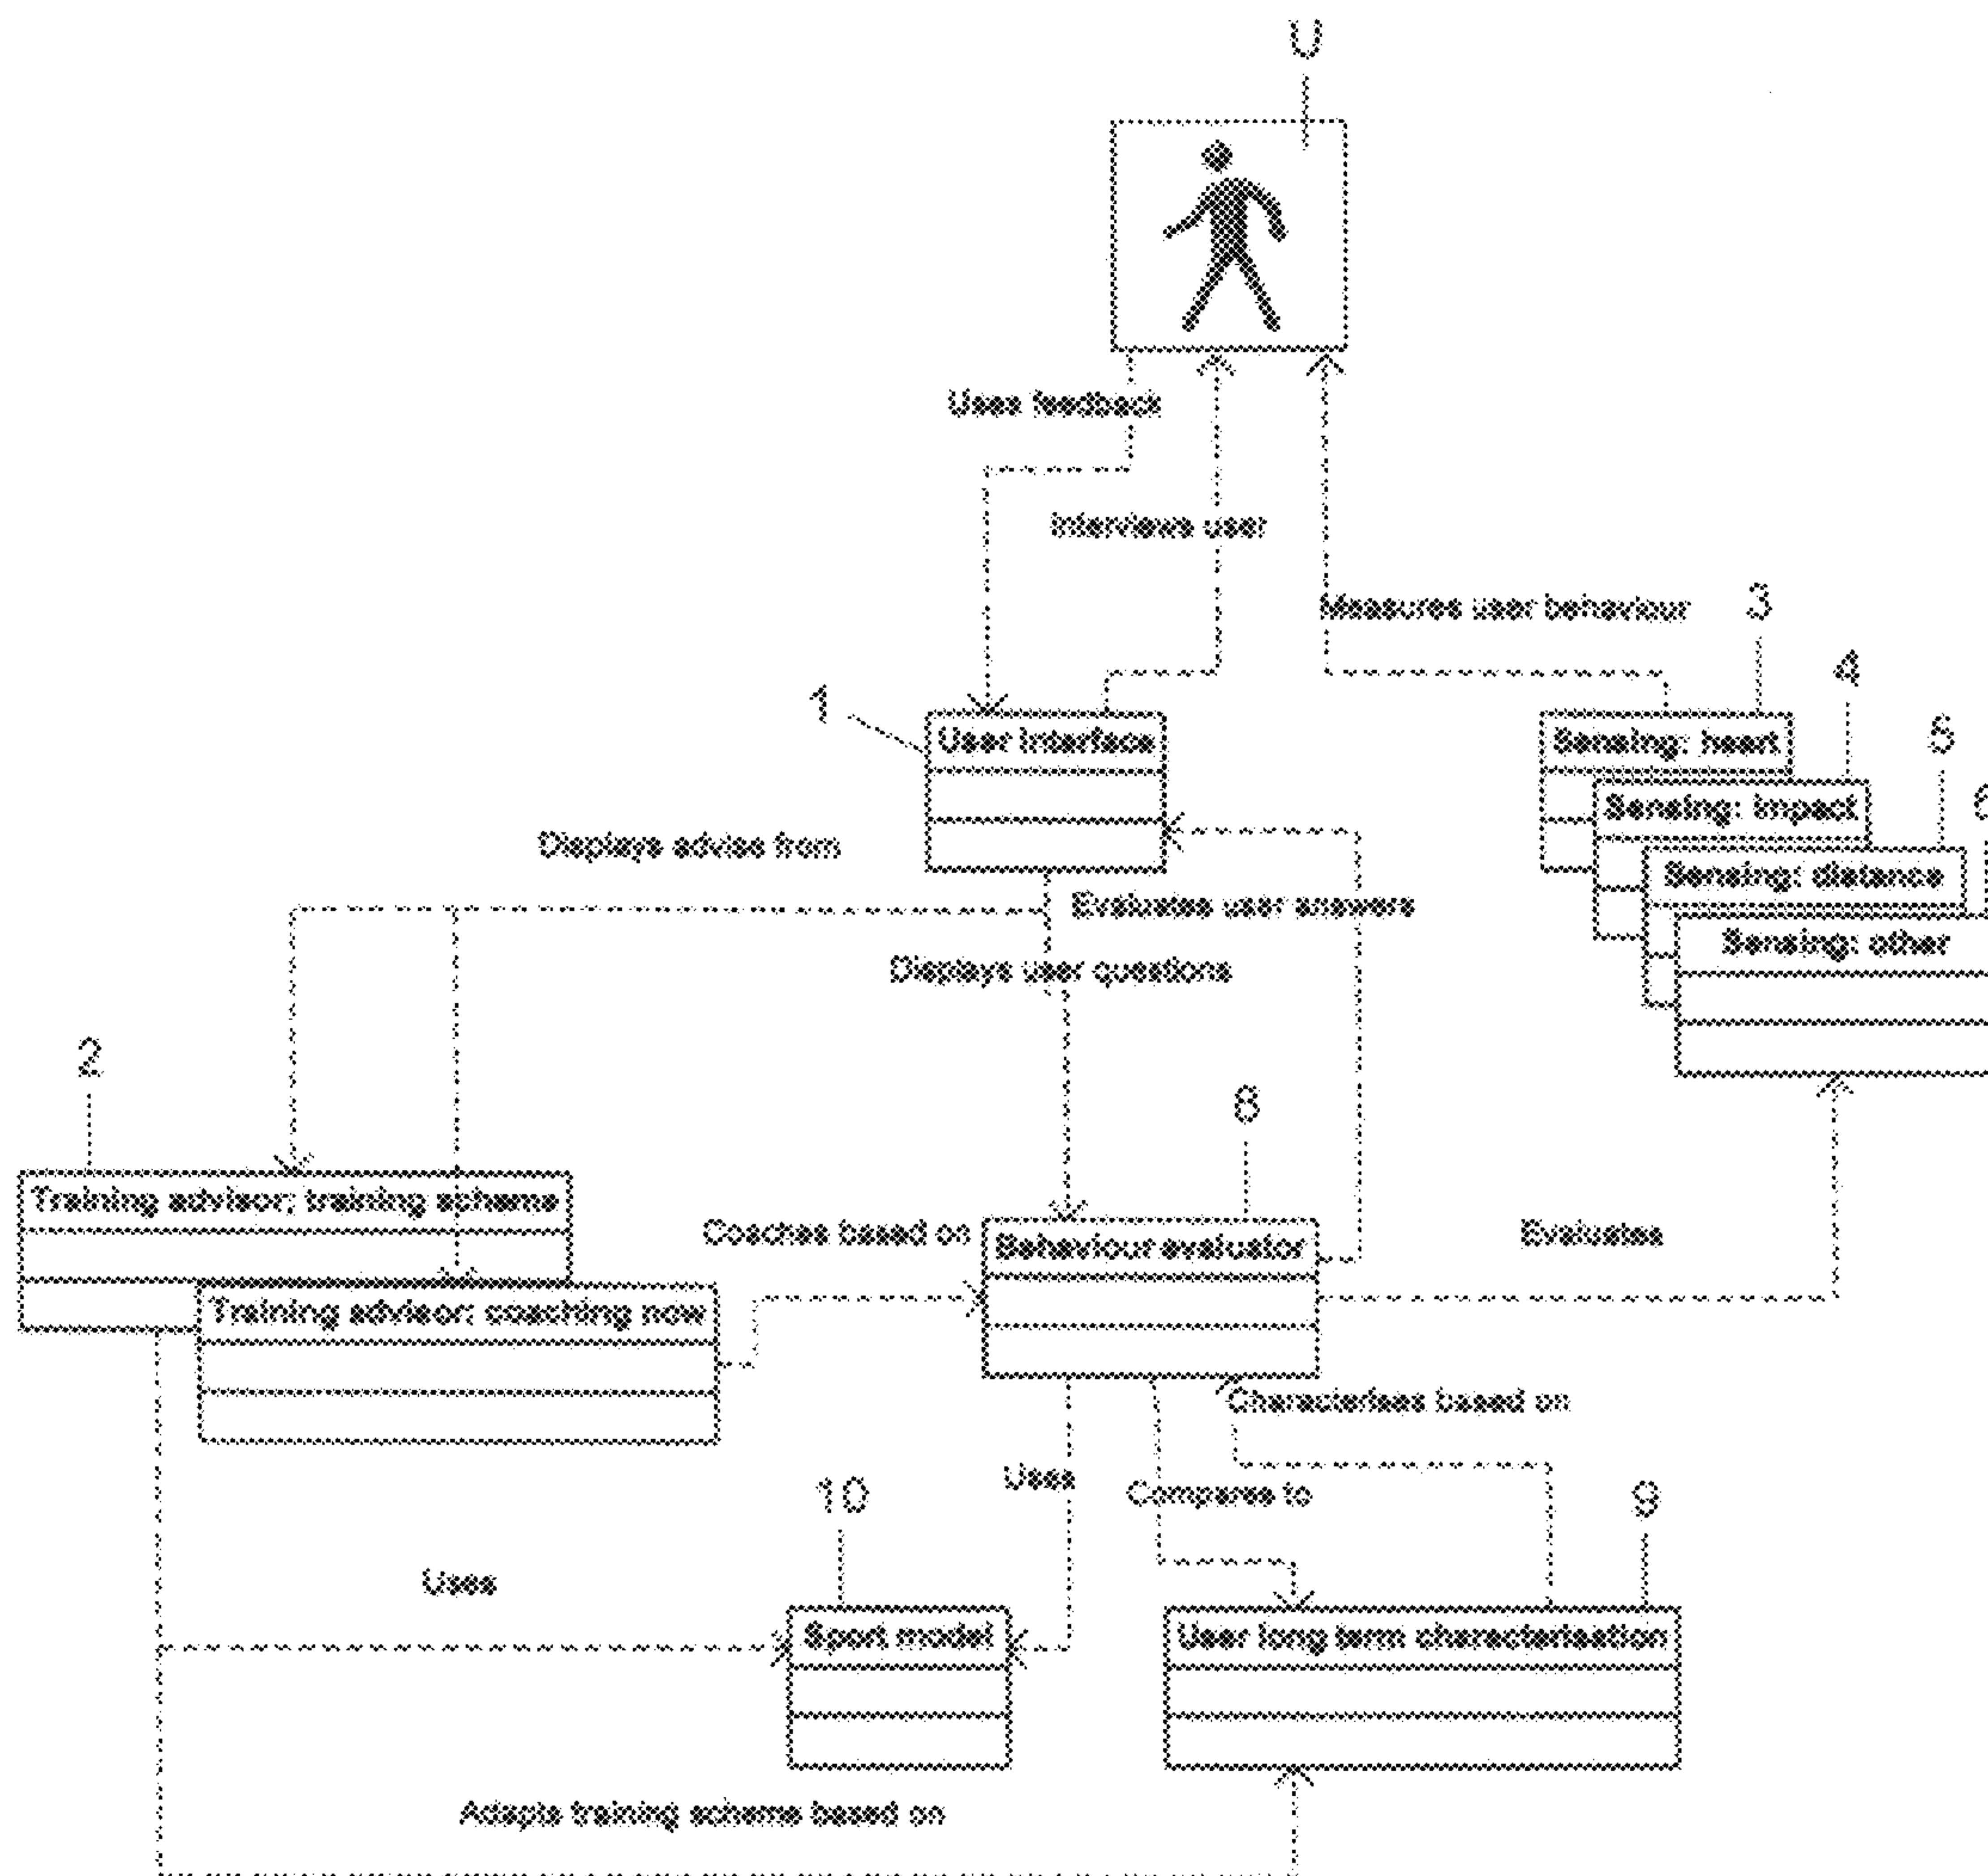 U
Uses feedback
Interviews user
Measures user behaviour
3
4
1
5
User interface
Sensing: heart
6
Sensing: impact
Displays advise from
Sensing: distance
Evaluates user answers
Sensing: other
Displays user questions
2
8
Training advisor: training scheme
Coaches based on
Behaviour evaluator
Evaluates
Training advisor: coaching now
Characterises based on
Uses
Compares to
10
9
Uses
Sport model
User long term characterisation
Adapts training scheme based on